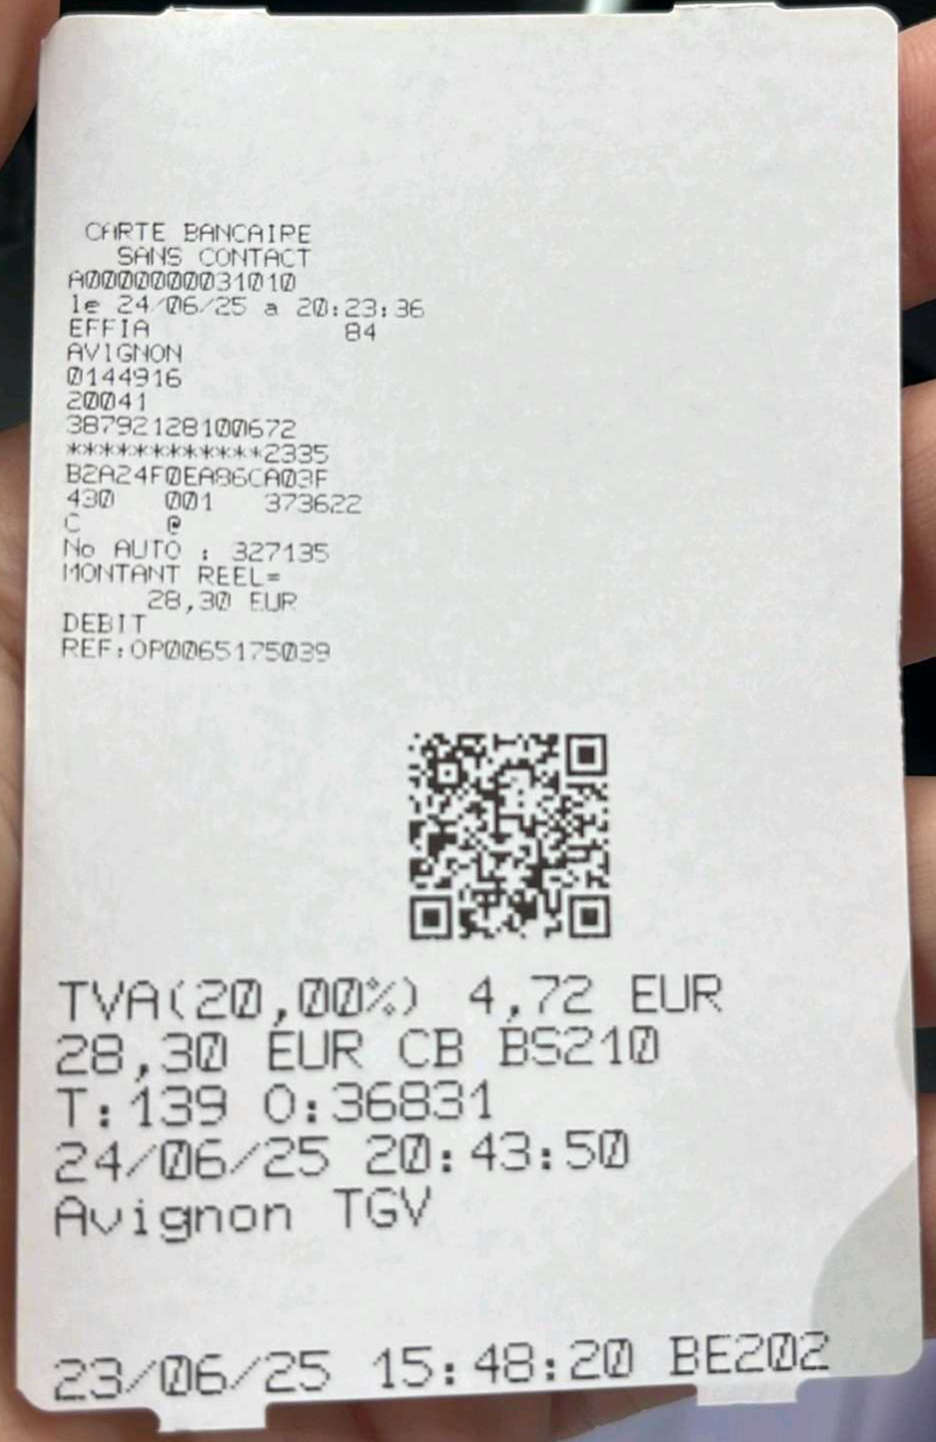 CARTE BANCAIRE
SANS CONTACT
A0000000031010
le 24/06/25 a 20:23:36
EFFIA 84
AVIGNON
0144916
20041
38792128100672
************2335
B2A24F0EA86CA03F
430 001 373622
C @
No AUTO : 327135
MONTANT REEL=
28,30 EUR
DEBIT
REF:OP0065175039
TVA(20,00%) 4,72 EUR
28,30 EUR CB BS210
T:139 O:36831
24/06/25 20:43:50
Avignon TGV
23/06/25 15:48:20 BE202